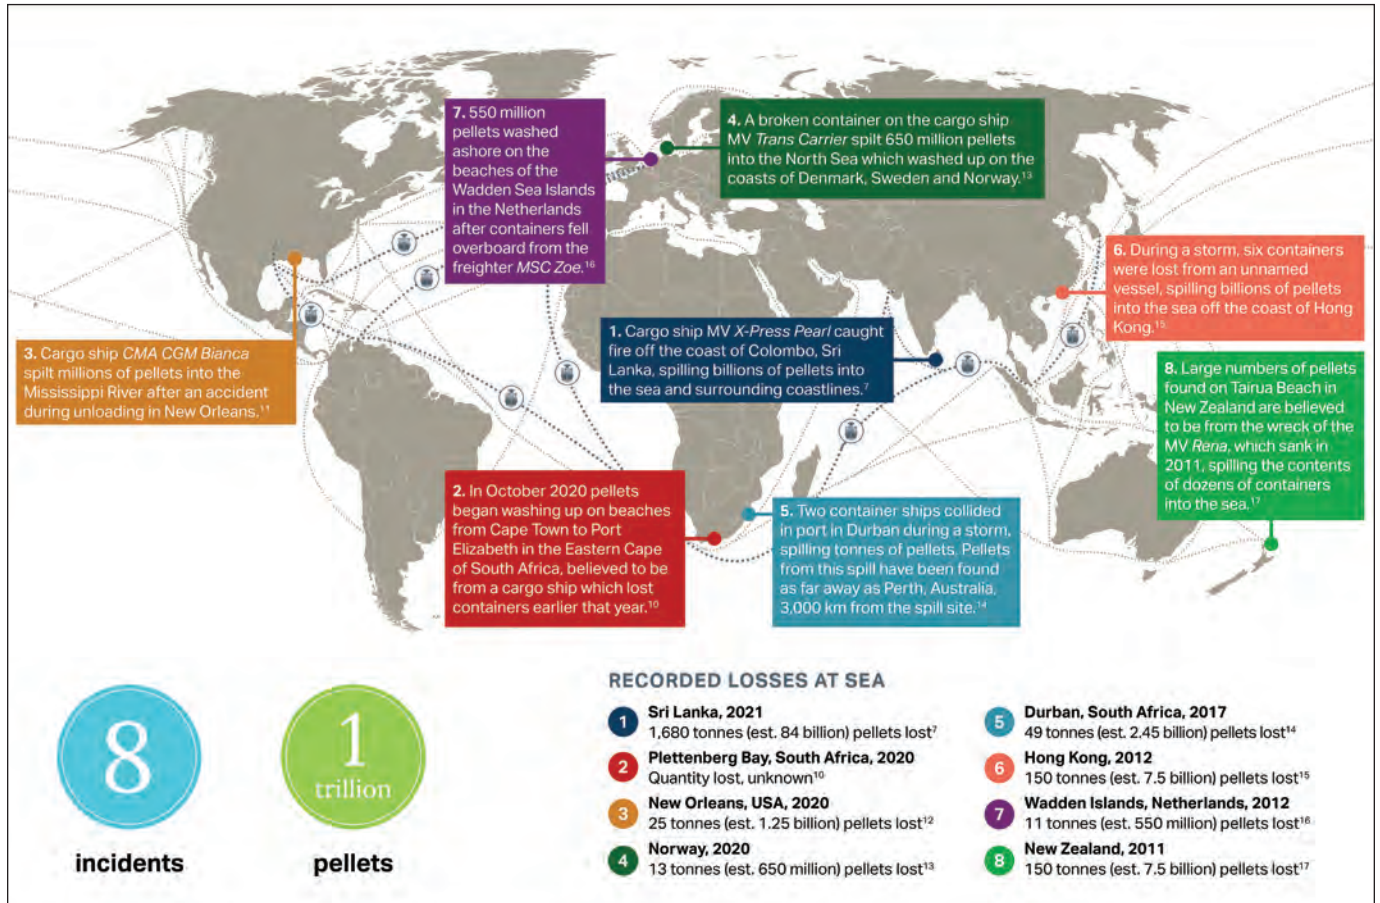 7. 550 million
pellets washed
ashore on the
beaches of the
Wadden Sea Islands
in the Netherlands
after containers fell
overboard from the
freighter MSC Zoe.16
4. A broken container on the cargo ship
MV Trans Carrier spilt 650 million pellets
into the North Sea which washed up on the
coasts of Denmark, Sweden and Norway.13
6. During a storm, six containers
were lost from an unnamed
vessel, spilling billions of pellets
into the sea off the coast of Hong
Kong.15
1. Cargo ship MV X-Press Pearl caught
fire off the coast of Colombo, Sri
Lanka, spilling billions of pellets into
the sea and surrounding coastlines.7
3. Cargo ship CMA CGM Bianca
spilt millions of pellets into the
Mississippi River after an accident
during unloading in New Orleans.11
8. Large numbers of pellets
found on Tairua Beach in
New Zealand are believed
to be from the wreck of the
MV Rena, which sank in
2011, spilling the contents
of dozens of containers
into the sea.17
2. In October 2020 pellets
began washing up on beaches
from Cape Town to Port
Elizabeth in the Eastern Cape
of South Africa, believed to be
from a cargo ship which lost
containers earlier that year.10
5. Two container ships collided
in port in Durban during a storm,
spilling tonnes of pellets. Pellets
from this spill have been found
as far away as Perth, Australia,
3,000 km from the spill site.14
8
incidents
1
trillion
pellets
RECORDED LOSSES AT SEA
1
Sri Lanka, 2021
1,680 tonnes (est. 84 billion) pellets lost7
2
Plettenberg Bay, South Africa, 2020
Quantity lost, unknown10
3
New Orleans, USA, 2020
25 tonnes (est. 1.25 billion) pellets lost12
4
Norway, 2020
13 tonnes (est. 650 million) pellets lost13
5
Durban, South Africa, 2017
49 tonnes (est. 2.45 billion) pellets lost14
6
Hong Kong, 2012
150 tonnes (est. 7.5 billion) pellets lost15
7
Wadden Islands, Netherlands, 2012
11 tonnes (est. 550 million) pellets lost16
8
New Zealand, 2011
150 tonnes (est. 7.5 billion) pellets lost17